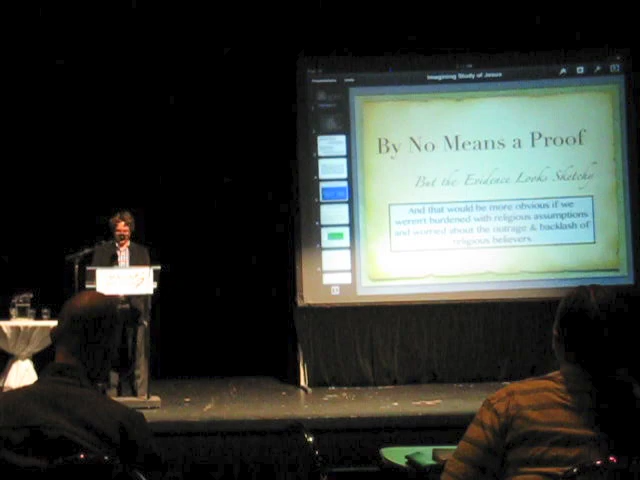 Imagining Study of Jesus
By No Means a Proof
But the Evidence Looks Sketchy
And that would be more obvious if we
weren't burdened with religious assumptions
and worried about the outrage & backlash of
religious believers.